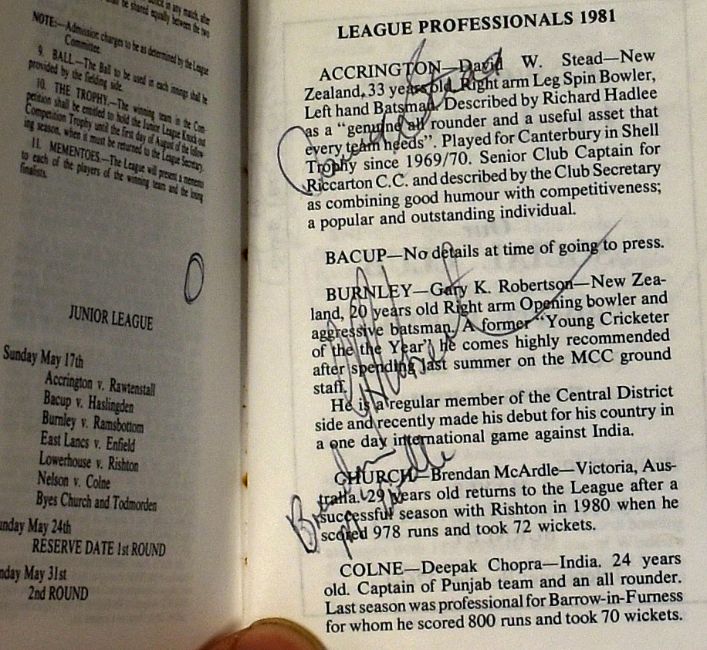 be shared equally between the two
NOTE:—Admission charges to be as determined by the League
Committee.
9. BALL.—The Ball to be used in each innings shall be
provided by the fielding side.
10. THE TROPHY.—The winning team in the Com-
petition shall be entitled to hold the Junior League Knock-out
Competition Trophy until the first day of August of the follow-
ing season, when it must be returned to the League Secretary.
11. MEMENTOES.—The League will present a memento
to each of the players of the winning team and the losing
finalists.
JUNIOR LEAGUE
Sunday May 17th
Accrington v. Rawtenstall
Bacup v. Haslingden
Burnley v. Ramsbottom
East Lancs v. Enfield
Lowerhouse v. Rishton
Nelson v. Colne
Byes Church and Todmorden
nday May 24th
RESERVE DATE 1st ROUND
nday May 31st
2nd ROUND
LEAGUE PROFESSIONALS 1981
ACCRINGTON—David W. Stead—New
Zealand, 33 years old. Right arm Leg Spin Bowler,
Left hand Batsman. Described by Richard Hadlee
as a “genuine all rounder and a useful asset that
every team needs”. Played for Canterbury in Shell
Trophy since 1969/70. Senior Club Captain for
Riccarton C.C. and described by the Club Secretary
as combining good humour with competitiveness;
a popular and outstanding individual.
BACUP—No details at time of going to press.
BURNLEY—Gary K. Robertson—New Zea-
land, 20 years old Right arm Opening bowler and
aggressive batsman. A former “Young Cricketer
of the the Year” he comes highly recommended
after spending last summer on the MCC ground
staff.
He is a regular member of the Central District
side and recently made his debut for his country in
a one day international game against India.
CHURCH—Brendan McArdle—Victoria, Aus-
tralia. 29 years old returns to the League after a
successful season with Rishton in 1980 when he
scored 978 runs and took 72 wickets.
Brendan
McArdle
COLNE—Deepak Chopra—India. 24 years
old. Captain of Punjab team and an all rounder.
Last season was professional for Barrow-in-Furness
for whom he scored 800 runs and took 70 wickets.